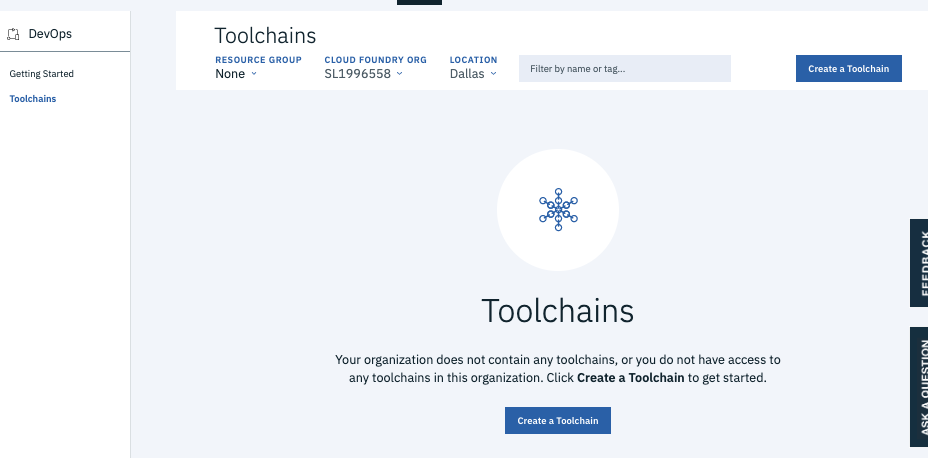 DevOps
Getting Started
Toolchains
Toolchains
RESOURCE GROUP
None
CLOUD FOUNDRY ORG
SL1996558
LOCATION
Dallas
Filter by name or tag...
Create a Toolchain
Toolchains
Your organization does not contain any toolchains, or you do not have access to
any toolchains in this organization. Click Create a Toolchain to get started.
Create a Toolchain
FEEDBACK
ASK A QUESTION